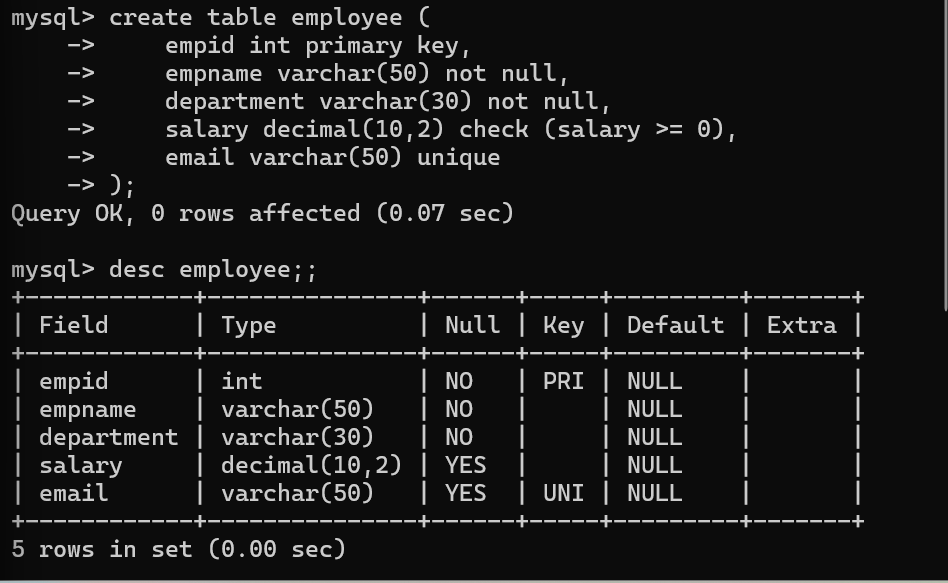 mysql> create table employee (
    ->     empid int primary key,
    ->     empname varchar(50) not null,
    ->     department varchar(30) not null,
    ->     salary decimal(10,2) check (salary >= 0),
    ->     email varchar(50) unique
    -> );
Query OK, 0 rows affected (0.07 sec)

mysql> desc employee;;
+------------+---------------+------+-----+---------+-------+
| Field      | Type          | Null | Key | Default | Extra |
+------------+---------------+------+-----+---------+-------+
| empid      | int           | NO   | PRI | NULL    |       |
| empname    | varchar(50)   | NO   |     | NULL    |       |
| department | varchar(30)   | NO   |     | NULL    |       |
| salary     | decimal(10,2) | YES  |     | NULL    |       |
| email      | varchar(50)   | YES  | UNI | NULL    |       |
+------------+---------------+------+-----+---------+-------+
5 rows in set (0.00 sec)